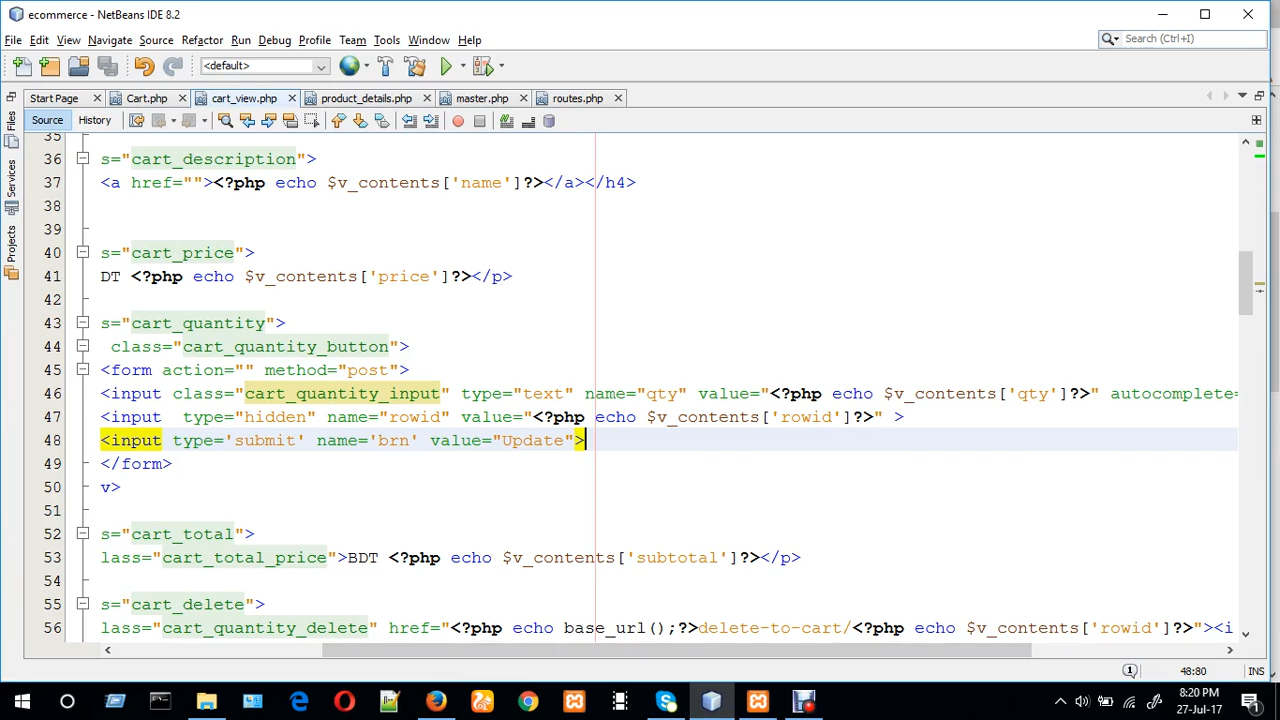 ecommerce - NetBeans IDE 8.2
File Edit View Navigate Source Refactor Run Debug Profile Team Tools Window Help
Search (Ctrl+I)
<default>
Start Page Cart.php cart_view.php product_details.php master.php routes.php
Source History
Files
Services
Projects
35
36 s="cart_description">
37 <a href=""><?php echo $v_contents['name']?></a></h4>
38
39
40 s="cart_price">
41 DT <?php echo $v_contents['price']?></p>
42
43 s="cart_quantity">
44 class="cart_quantity_button">
45 <form action="" method="post">
46 <input class="cart_quantity_input" type="text" name="qty" value="<?php echo $v_contents['qty']?>" autocomplete=
47 <input  type="hidden" name="rowid" value="<?php echo $v_contents['rowid']?>" >
48 <input type='submit' name='brn' value="Update">
49 </form>
50 v>
51
52 s="cart_total">
53 lass="cart_total_price">BDT <?php echo $v_contents['subtotal']?></p>
54
55 s="cart_delete">
56 lass="cart_quantity_delete" href="<?php echo base_url();?>delete-to-cart/<?php echo $v_contents['rowid']?>"><i
48:80 INS
8:20 PM
27-Jul-17